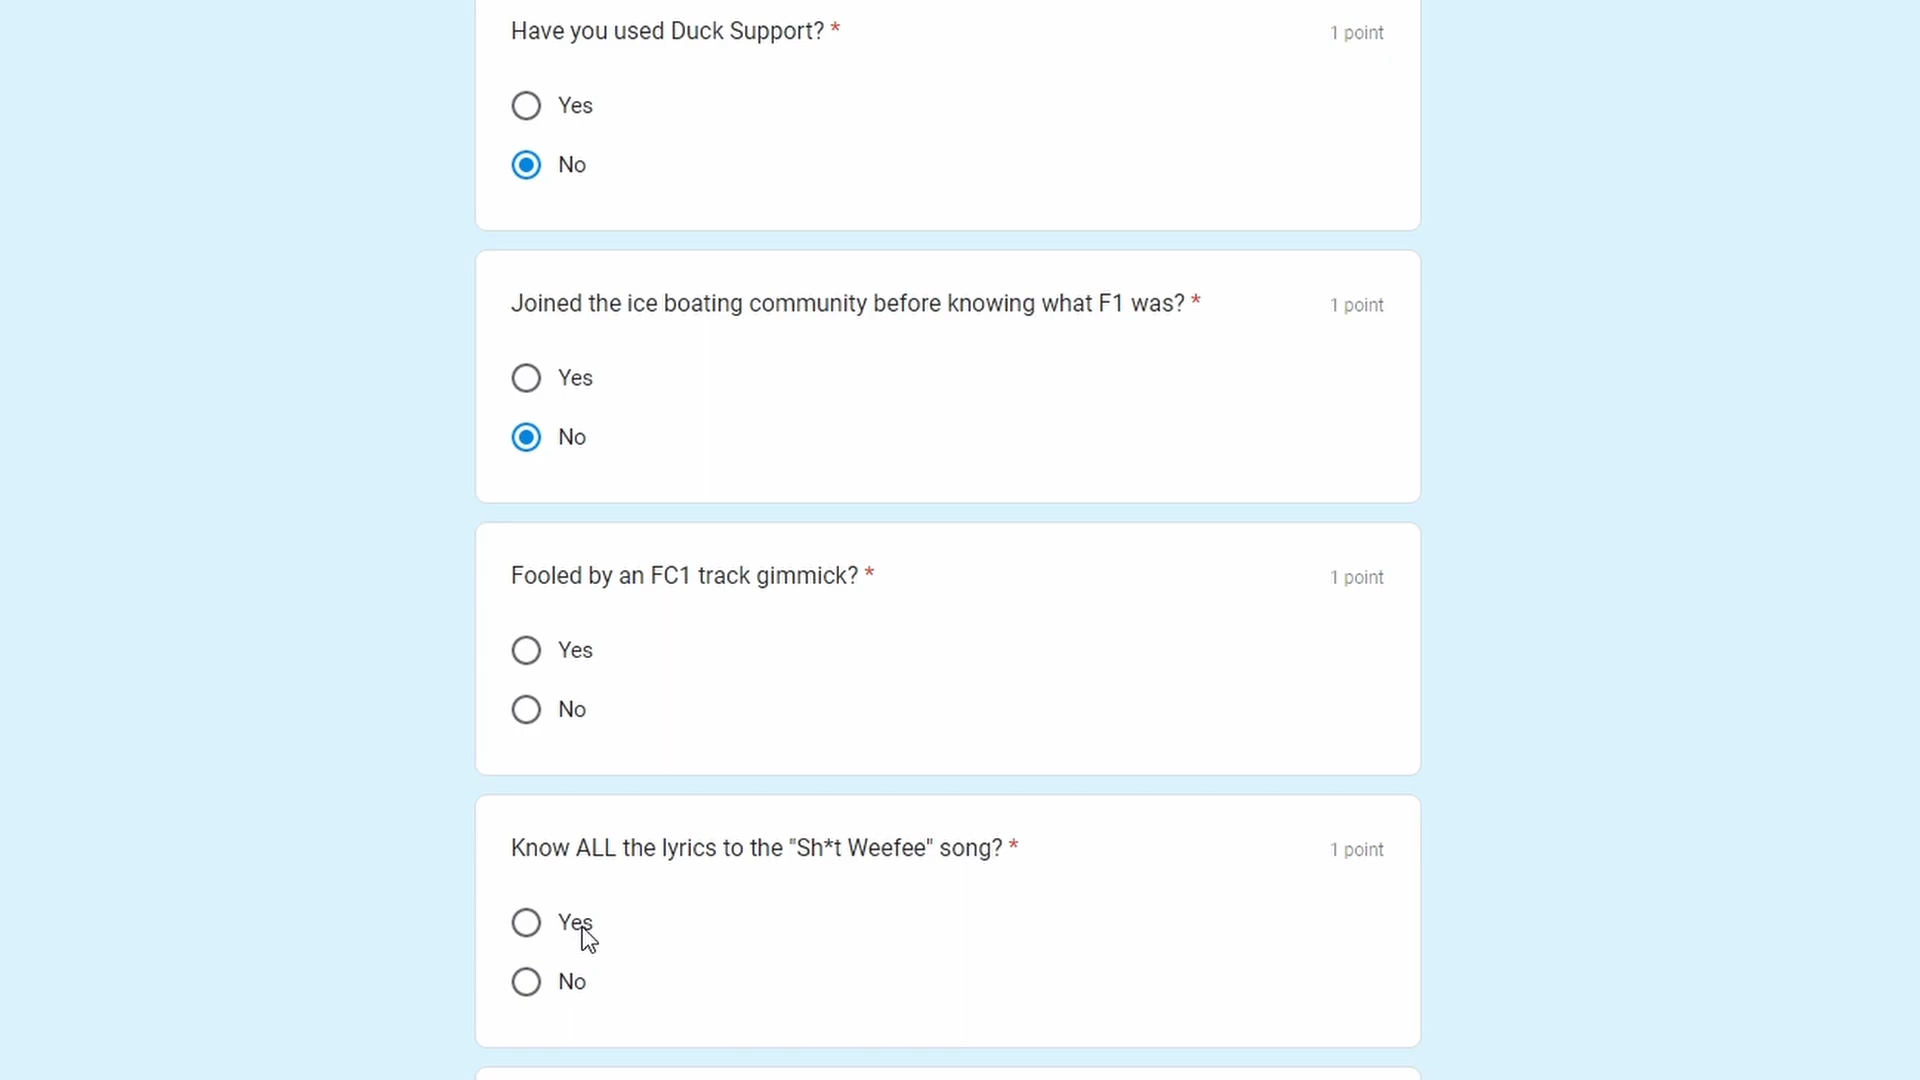 Have you used Duck Support? * 1 point
Yes
No
Joined the ice boating community before knowing what F1 was? * 1 point
Yes
No
Fooled by an FC1 track gimmick? * 1 point
Yes
No
Know ALL the lyrics to the "Sh*t Weefee" song? * 1 point
Yes
No